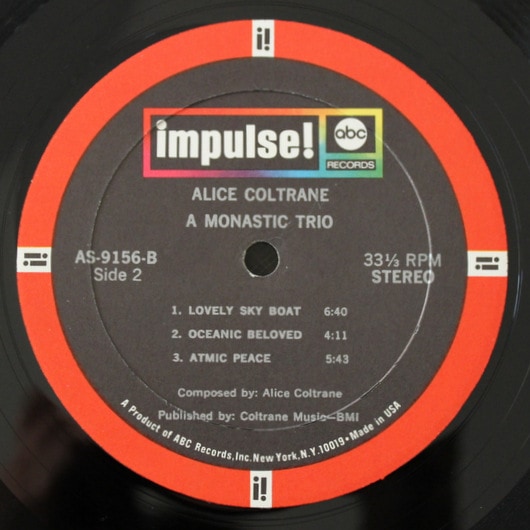 i!
impulse! abc RECORDS
ALICE COLTRANE
A MONASTIC TRIO
AS-9156-B
Side 2
33⅓ RPM
STEREO
i!
i!
1. LOVELY SKY BOAT 6:40
2. OCEANIC BELOVED 4:11
3. ATMIC PEACE 5:43
Composed by: Alice Coltrane
Published by: Coltrane Music—BMI
A Product of ABC Records, Inc. New York, N.Y. 10019 • Made in USA
i!